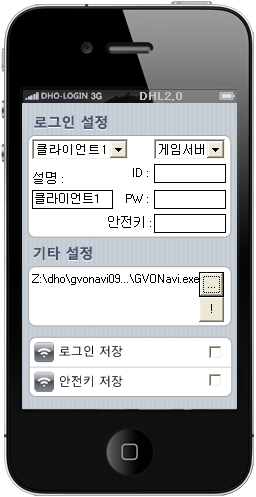 DHO-LOGIN 3G DHL2,0
로그인 설정
클라이언트1 게임서버
설명 : ID :
클라이언트1 PW :
안전키 :
기타 설정
Z:\dho\gvonavi09...\GVONavi.exe ...
!
로그인 저장
안전키 저장